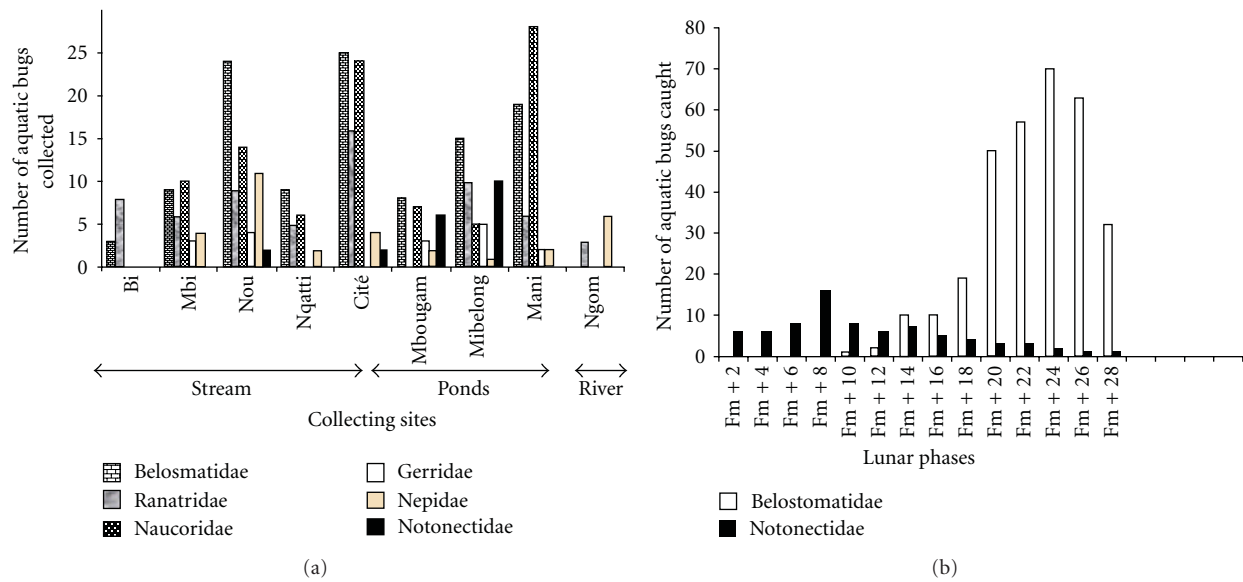 Number of aquatic bugs
collected
25
20
15
10
5
0
Bi
Mbi
Nou
Nqatti
Cité
Mbougam
Mibelong
Mani
Ngom
Stream
Ponds
River
Collecting sites
Belosmatidae
Ranatridae
Naucoridae
Gerridae
Nepidae
Notonectidae
(a)
Number of aquatic bugs caught
80
70
60
50
40
30
20
10
0
Fm + 2
Fm + 4
Fm + 6
Fm + 8
Fm + 10
Fm + 12
Fm + 14
Fm + 16
Fm + 18
Fm + 20
Fm + 22
Fm + 24
Fm + 26
Fm + 28
Lunar phases
Belostomatidae
Notonectidae
(b)